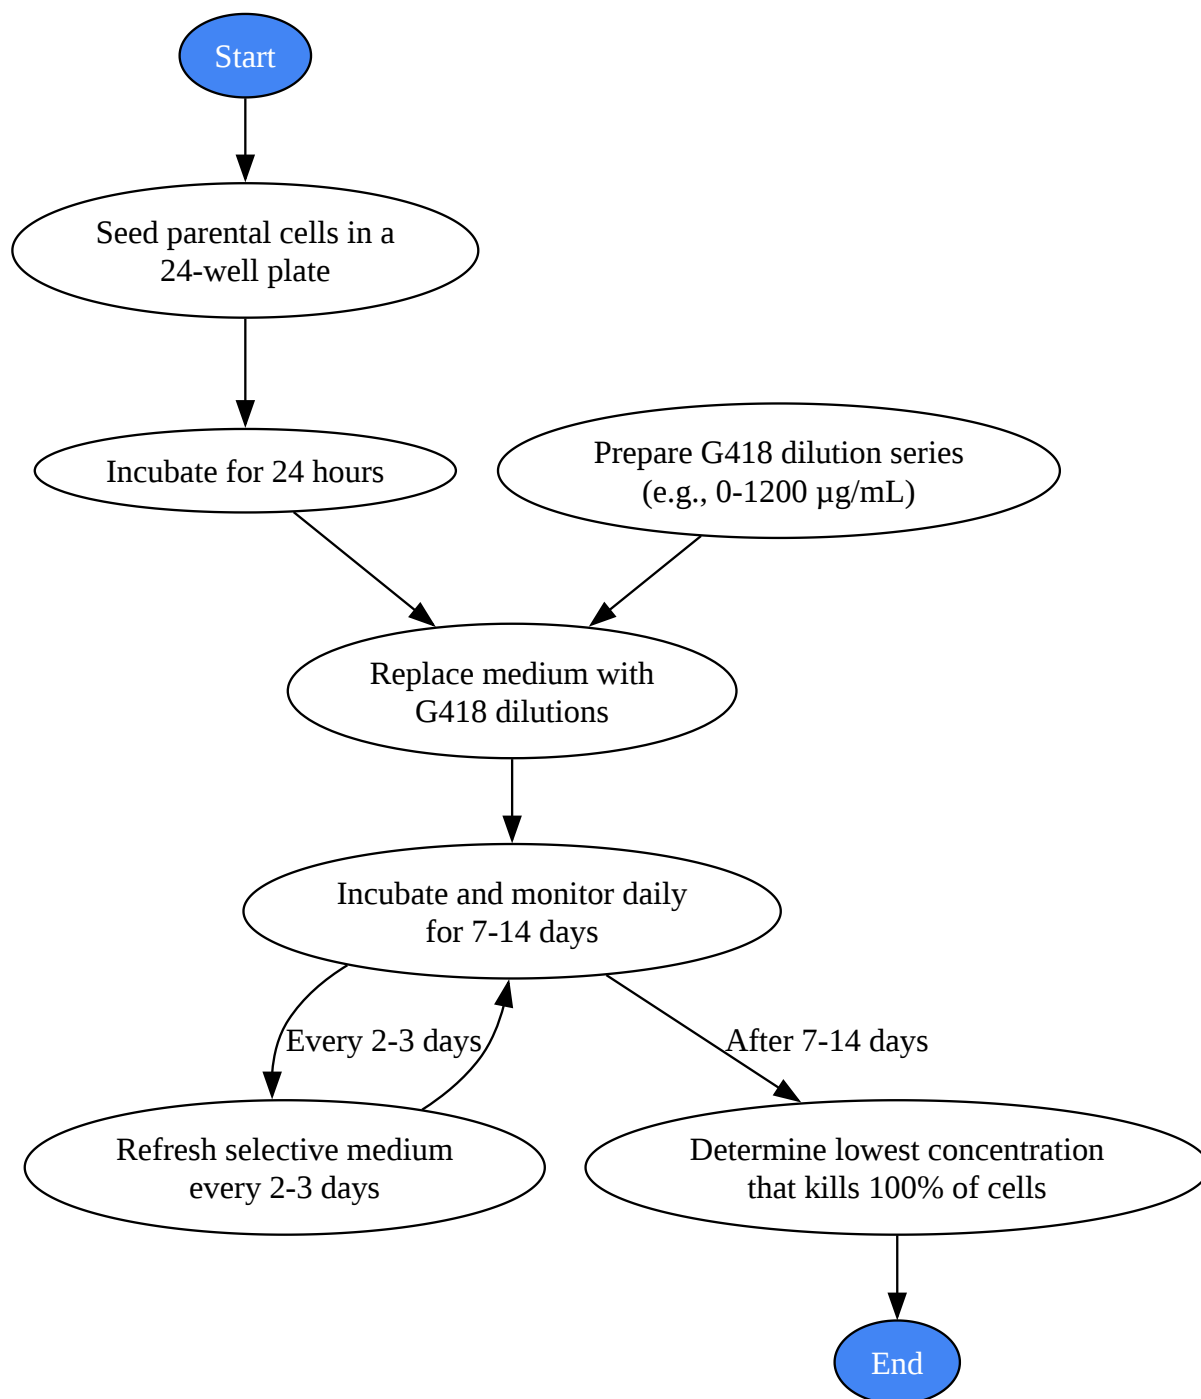 Start
Seed parental cells in a
24-well plate
Incubate for 24 hours
Prepare G418 dilution series
(e.g., 0-1200 µg/mL)
Replace medium with
G418 dilutions
Incubate and monitor daily
for 7-14 days
Every 2-3 days
After 7-14 days
Refresh selective medium
every 2-3 days
Determine lowest concentration
that kills 100% of cells
End